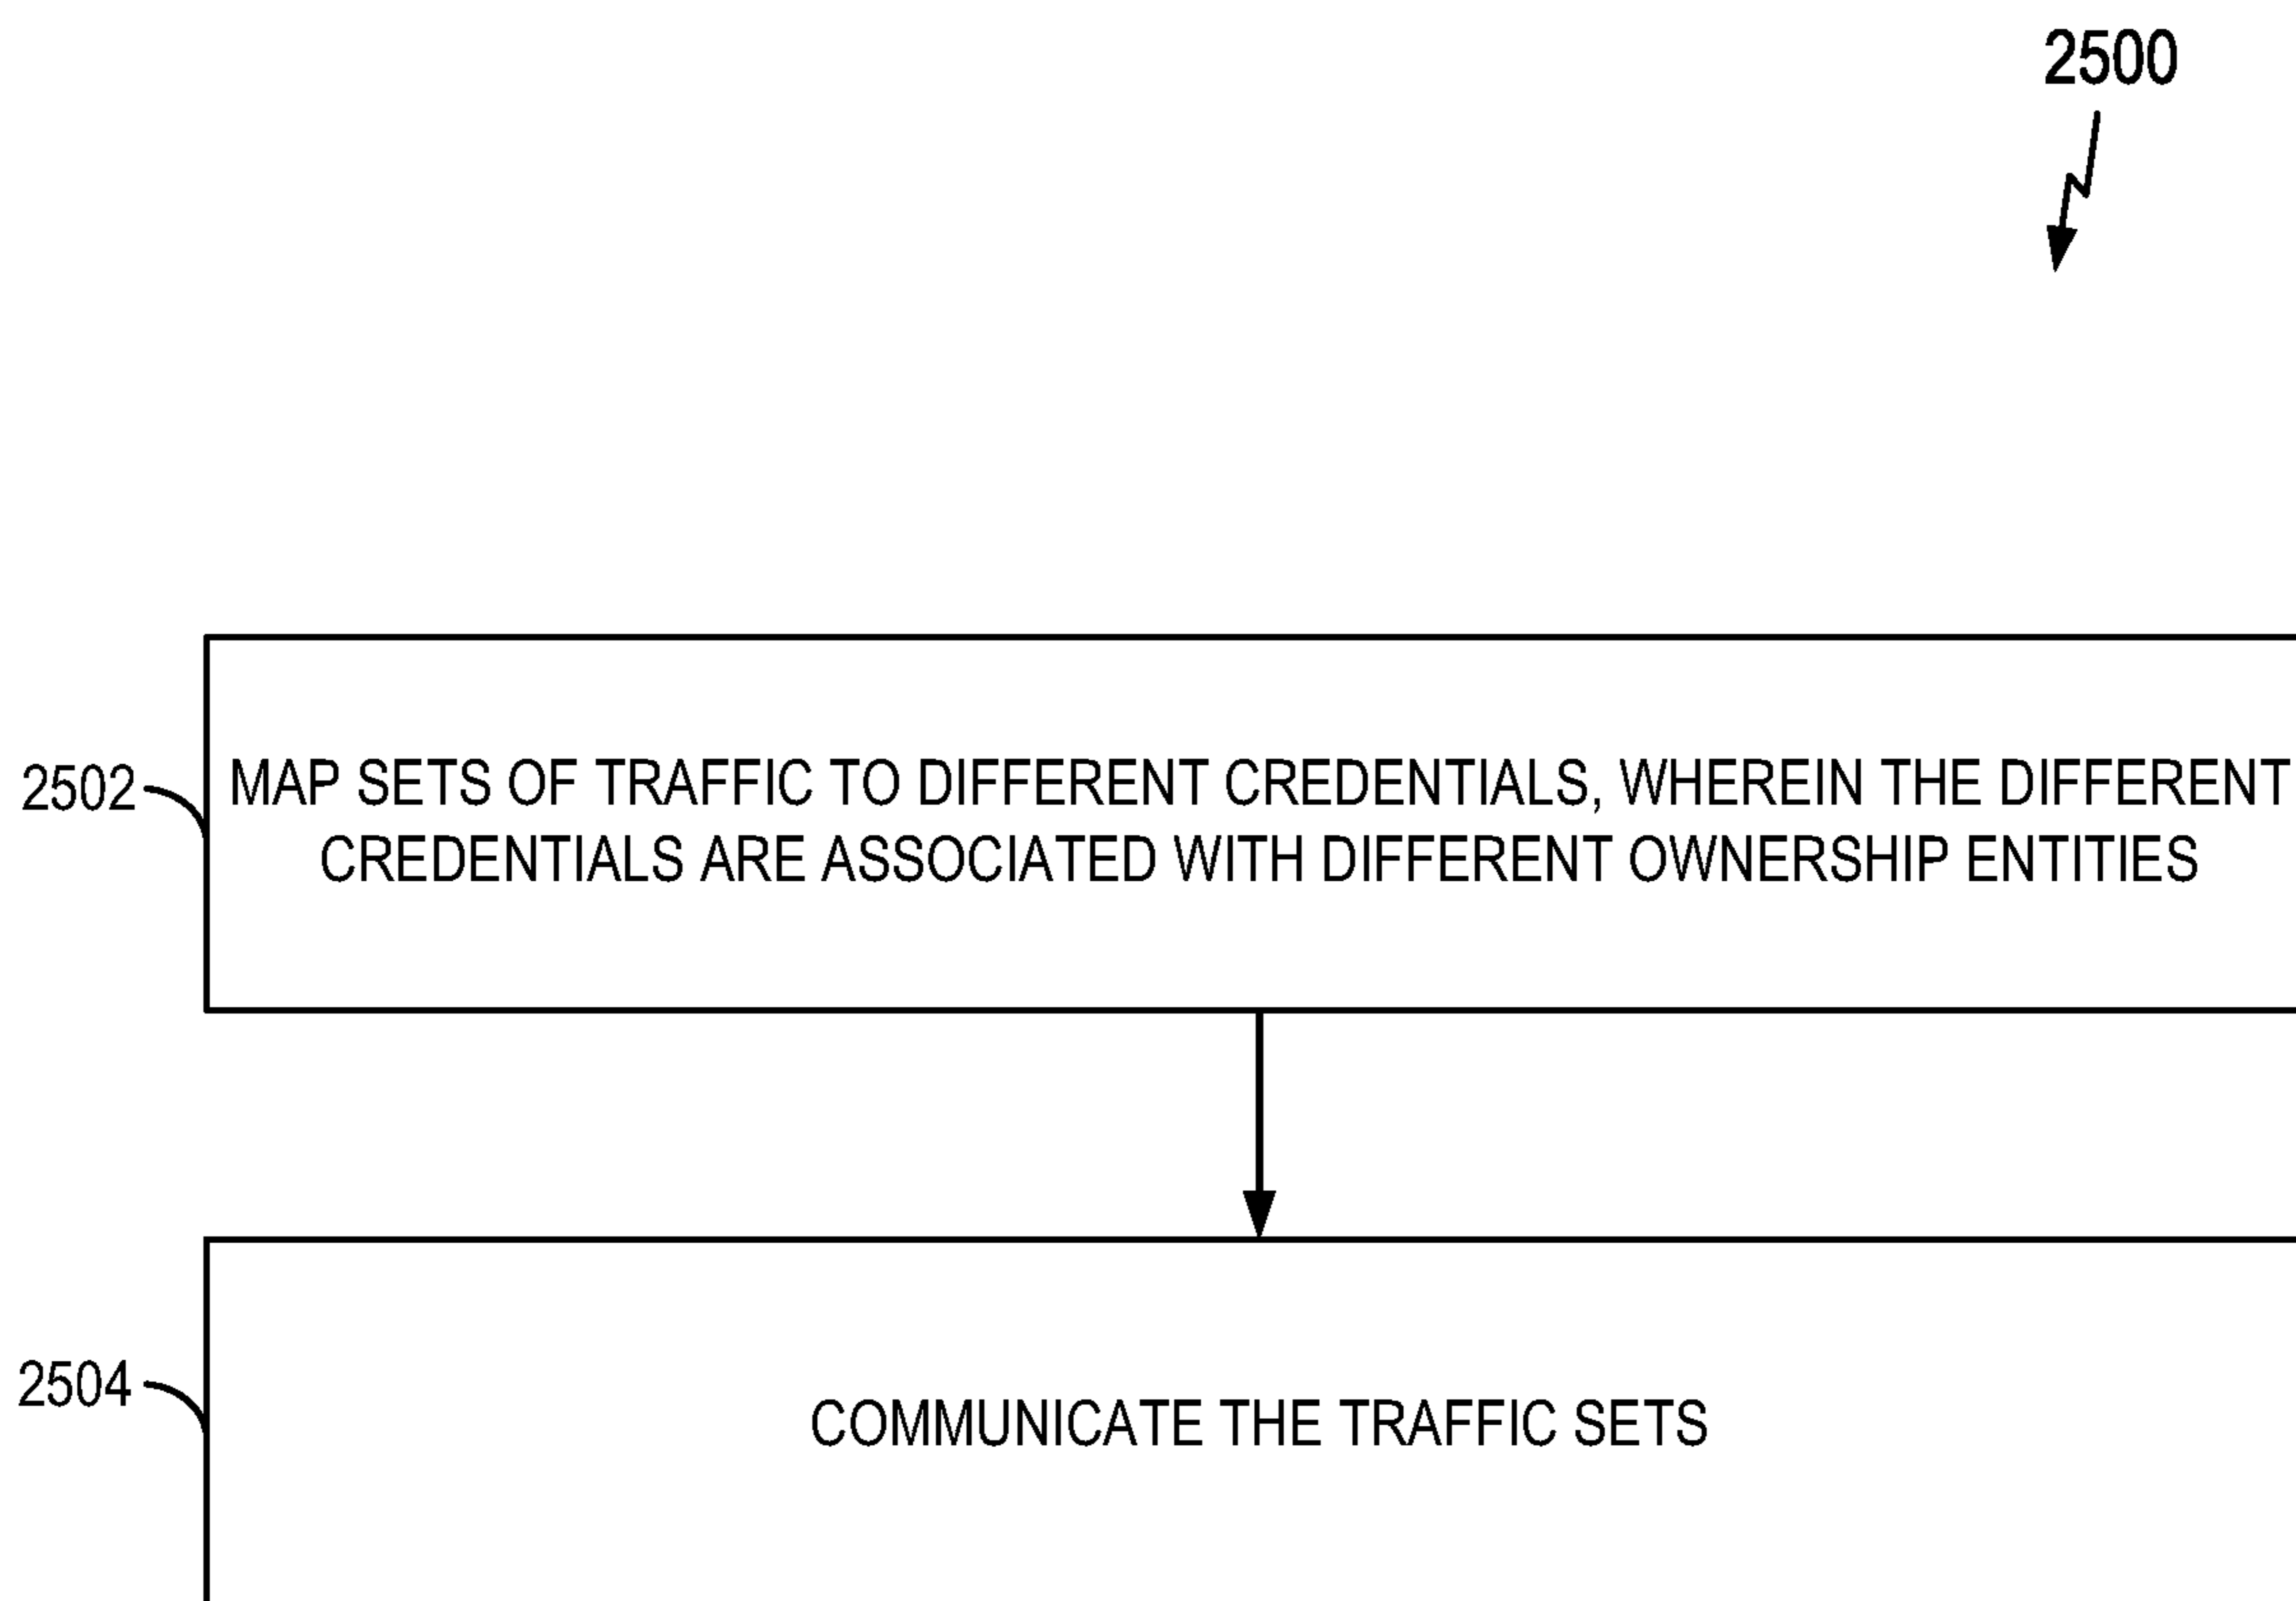 2500
2502
MAP SETS OF TRAFFIC TO DIFFERENT CREDENTIALS, WHEREIN THE DIFFERENT
CREDENTIALS ARE ASSOCIATED WITH DIFFERENT OWNERSHIP ENTITIES
2504
COMMUNICATE THE TRAFFIC SETS